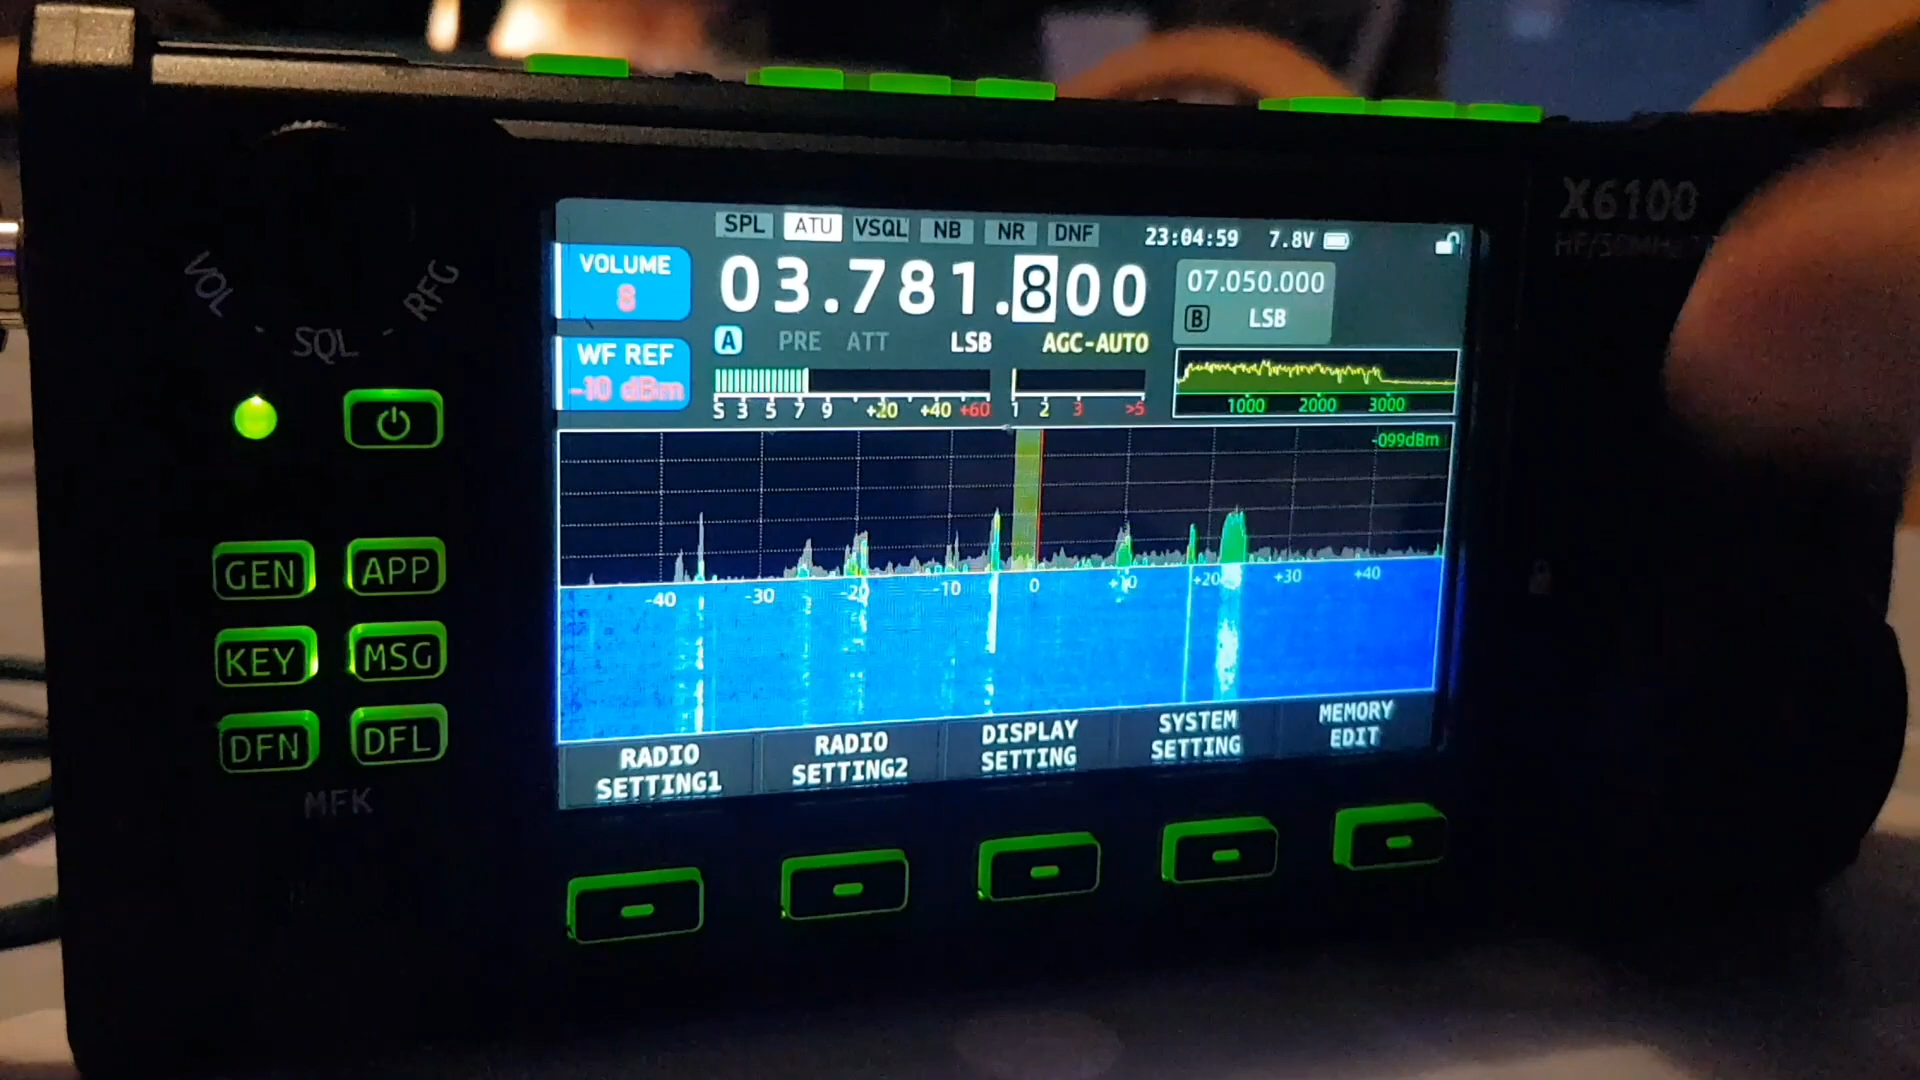 X6100
VOL - SQL - RFG
GEN APP
KEY MSG
DFN DFL
MFK
SPL ATU VSQL NB NR DNF 23:04:59 7.8V
VOLUME
8
03.781.800
07.050.000
B LSB
WF REF
-10 dBm
A PRE ATT LSB AGC-AUTO
S 3 5 7 9 +20 +40 +60 1 2 3 >5
1000 2000 3000
-099dBm
-40 -30 -20 -10 0 +10 +20 +30 +40
RADIO SETTING1
RADIO SETTING2
DISPLAY SETTING
SYSTEM SETTING
MEMORY EDIT